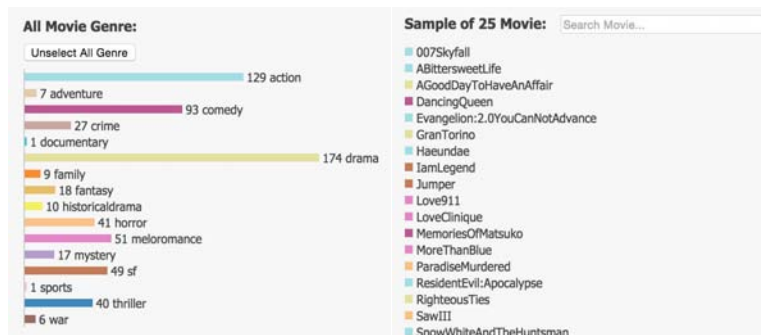 All Movie Genre:
Unselect All Genre
129 action
7 adventure
93 comedy
27 crime
1 documentary
174 drama
9 family
18 fantasy
10 historicaldrama
41 horror
51 meloromance
17 mystery
49 sf
1 sports
40 thriller
6 war
Sample of 25 Movie:
Search Movie...
007Skyfall
ABittersweetLife
AGoodDayToHaveAnAffair
DancingQueen
Evangelion:2.0YouCanNotAdvance
GranTorino
Haeundae
IamLegend
Jumper
Love911
LoveClinique
MemoriesOfMatsuko
MoreThanBlue
ParadiseMurdered
ResidentEvil:Apocalypse
RighteousTies
SawIII
SnowWhiteAndTheHuntsman